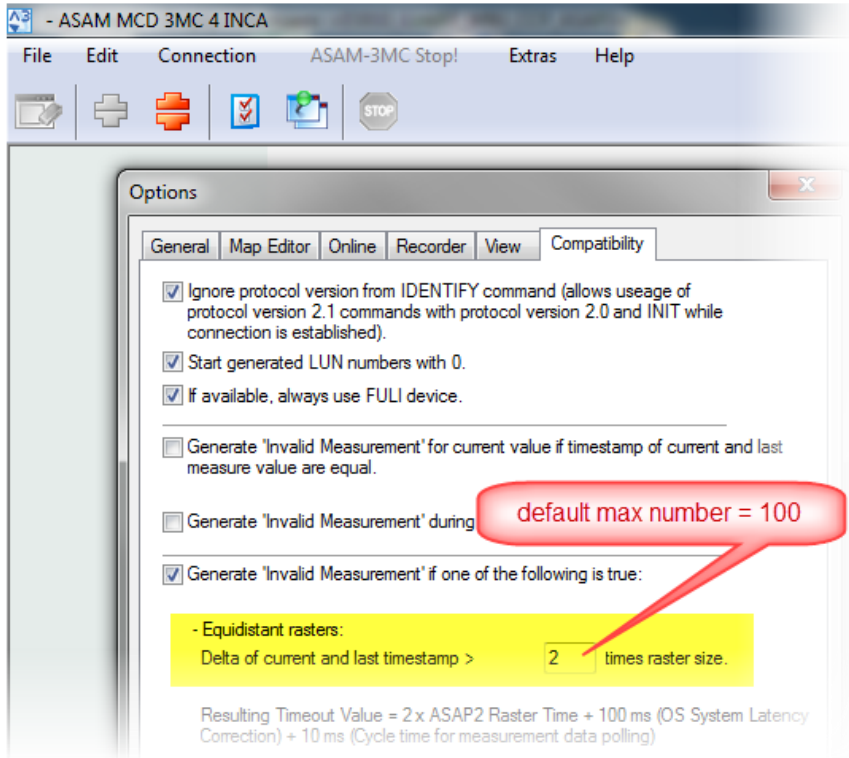 - ASAM MCD 3MC 4 INCA
File Edit Connection ASAM-3MC Stop! Extras Help
STOP
Options
General Map Editor Online Recorder View Compatibility
Ignore protocol version from IDENTIFY command (allows useage of
protocol version 2.1 commands with protocol version 2.0 and INIT while
connection is established).
Start generated LUN numbers with 0.
If available, always use FULI device.
Generate 'Invalid Measurement' for current value if timestamp of current and last
measure value are equal.
Generate 'Invalid Measurement' during
default max number = 100
Generate 'Invalid Measurement' if one of the following is true:
- Equidistant rasters:
Delta of current and last timestamp > 2 times raster size.
Resulting Timeout Value = 2 x ASAP2 Raster Time + 100 ms (OS System Latency
Correction) + 10 ms (Cycle time for measurement data polling)